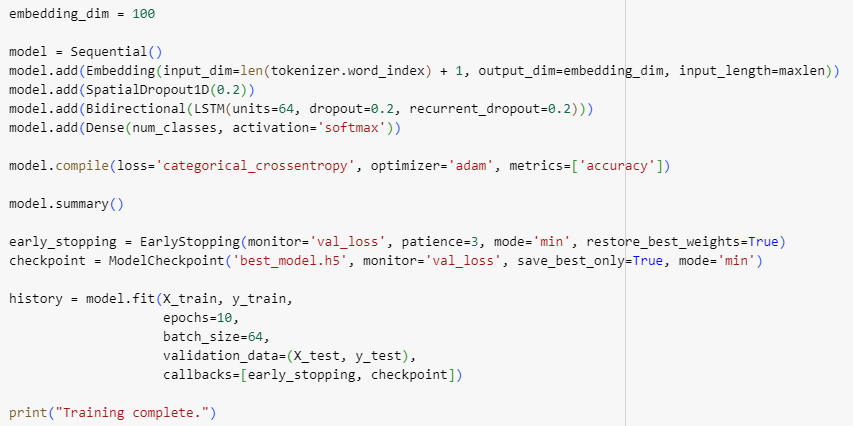 embedding_dim = 100
model = Sequential()
model.add(Embedding(input_dim=len(tokenizer.word_index) + 1, output_dim=embedding_dim, input_length=maxlen))
model.add(SpatialDropout1D(0.2))
model.add(Bidirectional(LSTM(units=64, dropout=0.2, recurrent_dropout=0.2)))
model.add(Dense(num_classes, activation='softmax'))
model.compile(loss='categorical_crossentropy', optimizer='adam', metrics=['accuracy'])
model.summary()
early_stopping = EarlyStopping(monitor='val_loss', patience=3, mode='min', restore_best_weights=True)
checkpoint = ModelCheckpoint('best_model.h5', monitor='val_loss', save_best_only=True, mode='min')
history = model.fit(X_train, y_train,
                    epochs=10,
                    batch_size=64,
                    validation_data=(X_test, y_test),
                    callbacks=[early_stopping, checkpoint])
print("Training complete.")